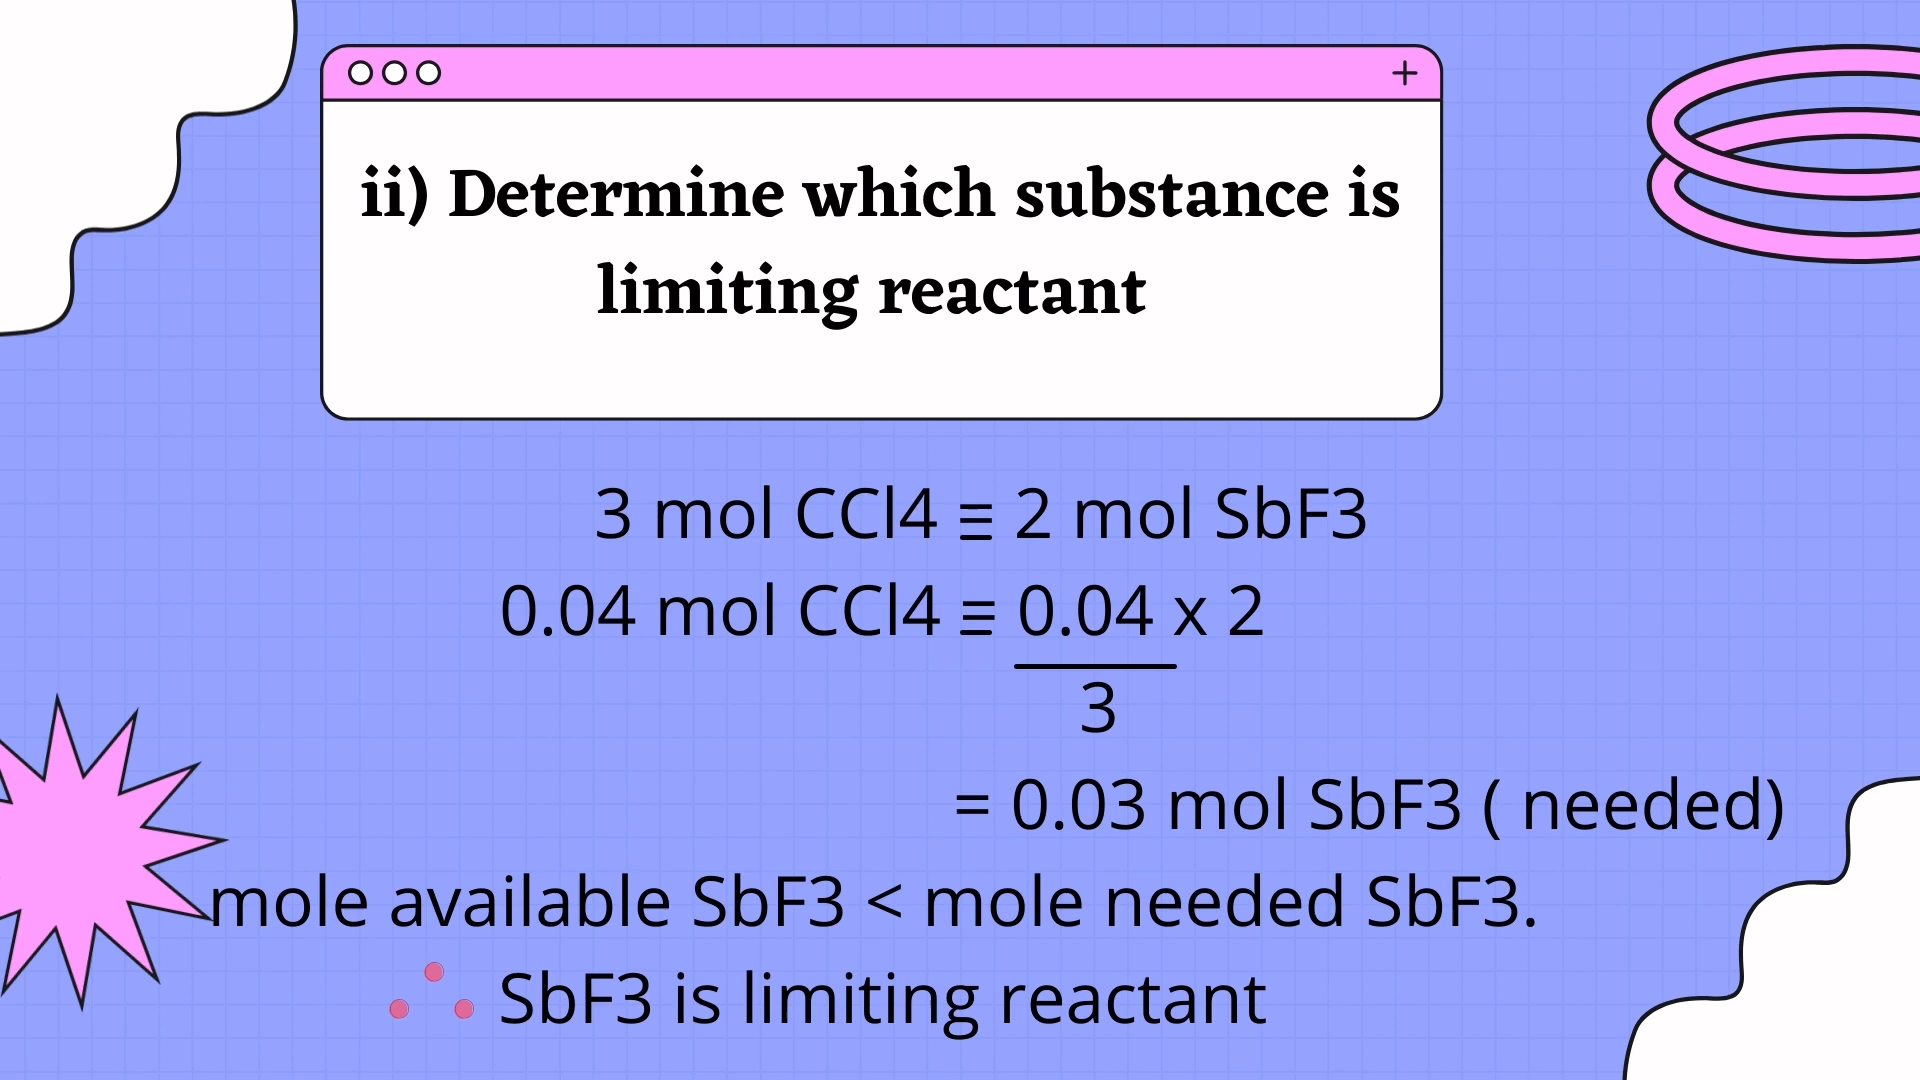 ii) Determine which substance is
limiting reactant
3 mol CCl4 ≡ 2 mol SbF3
0.04 mol CCl4 ≡ 0.04 x 2
3
= 0.03 mol SbF3 ( needed)
mole available SbF3 < mole needed SbF3.
SbF3 is limiting reactant